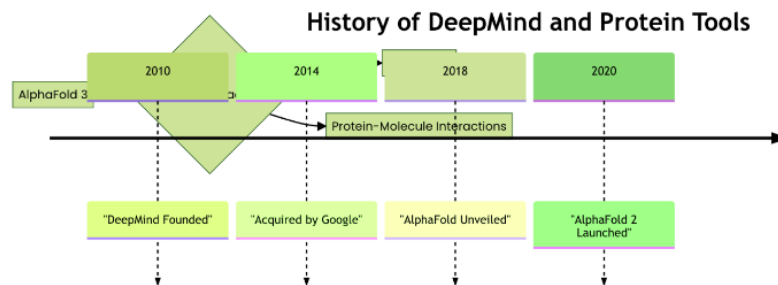 History of DeepMind and Protein Tools
2010
2014
2018
2020
AlphaFold 3
Protein-Molecule Interactions
"DeepMind Founded"
"Acquired by Google"
"AlphaFold Unveiled"
"AlphaFold 2
Launched"